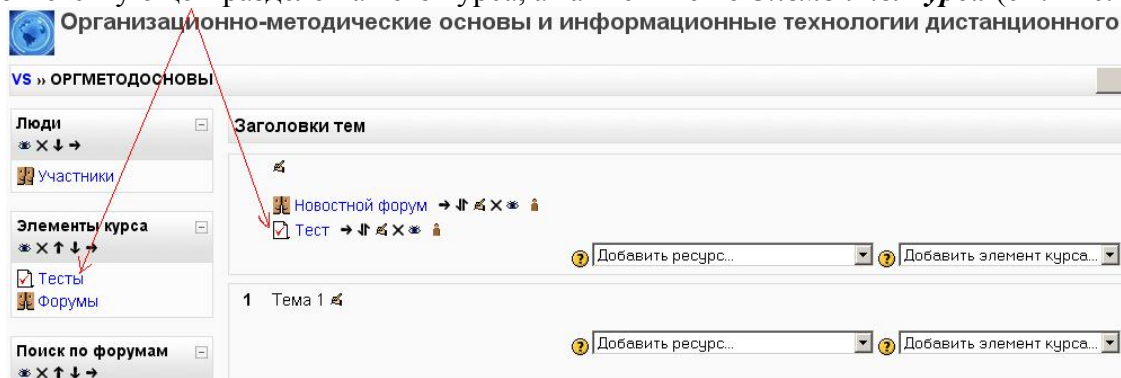 Организационно-методические основы и информационные технологии дистанционного
VS » ОРГМЕТОДОСНОВЫ
Люди
Участники
Элементы курса
Тесты
Форумы
Поиск по форумам
Заголовки тем
Новостной форум
Тест
Добавить ресурс... Добавить элемент курса...
1 Тема 1
Добавить ресурс... Добавить элемент курса...